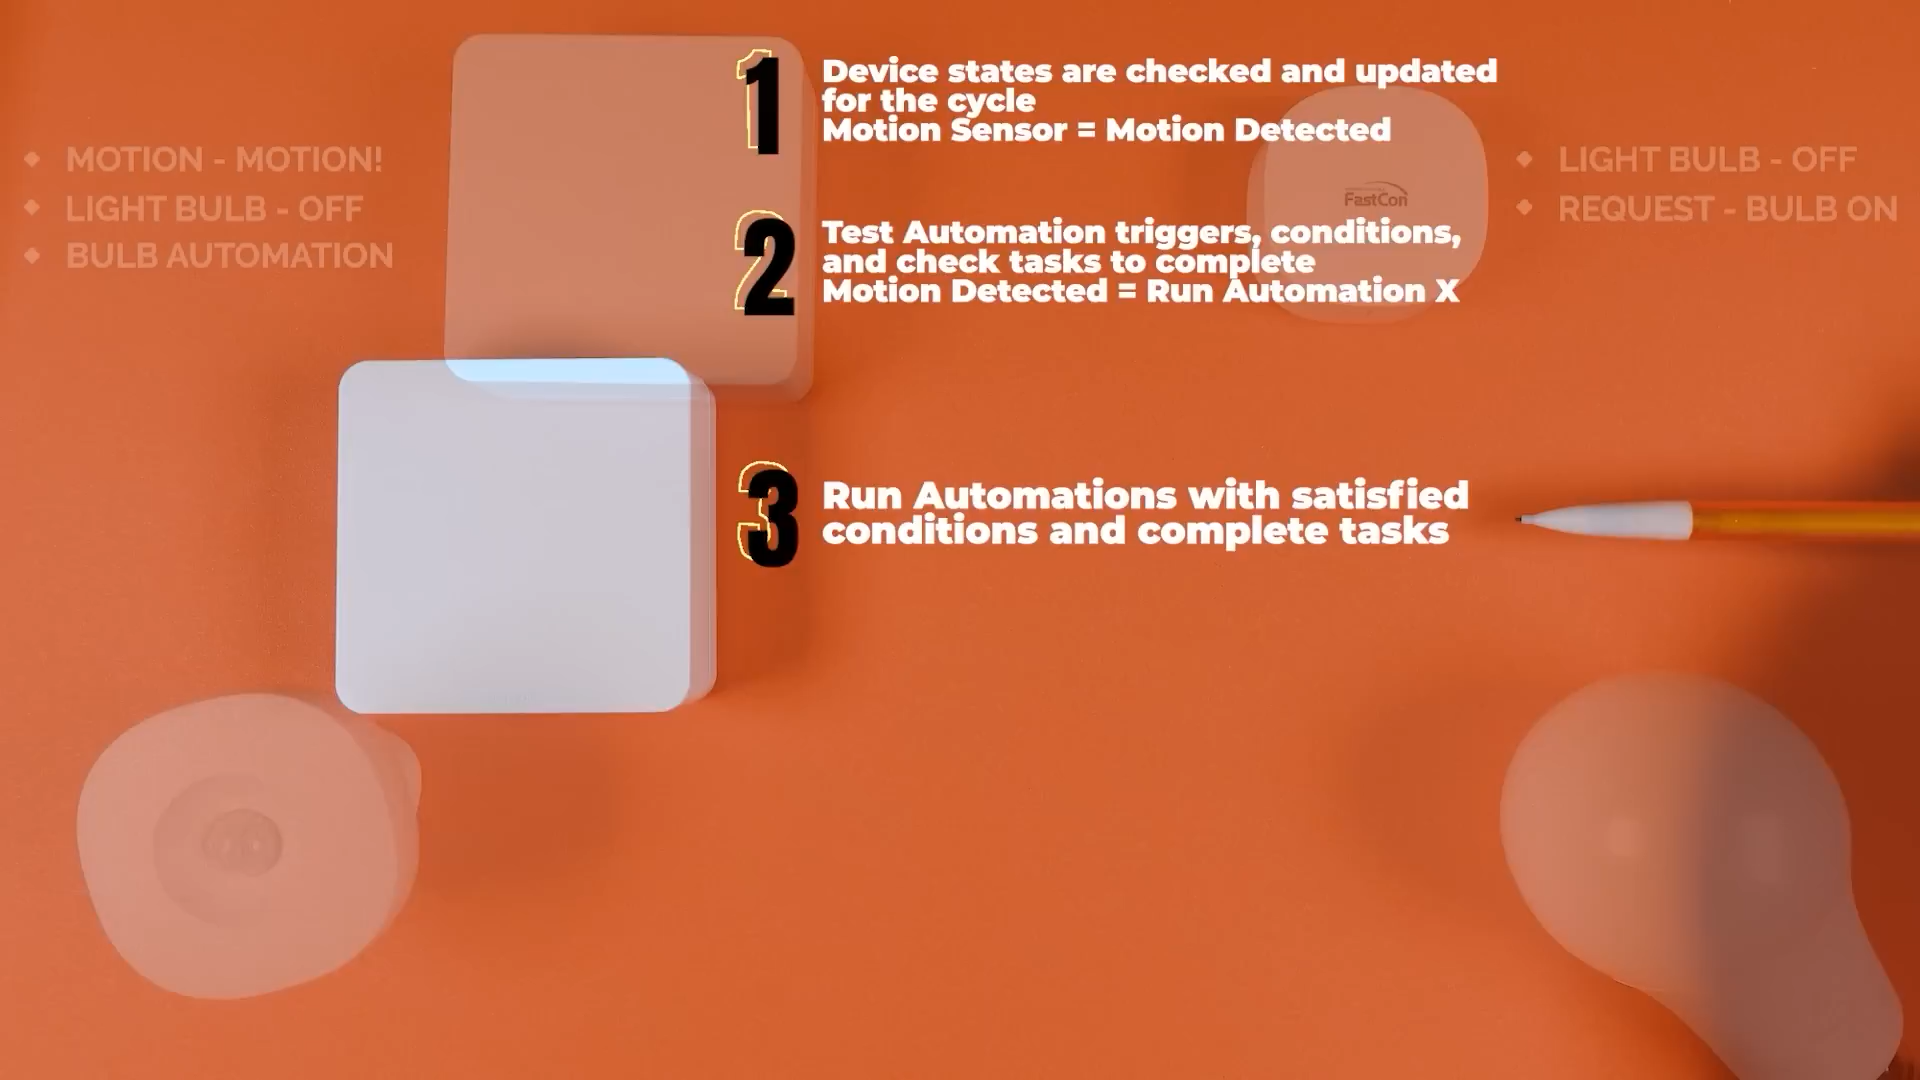 1
Device states are checked and updated
for the cycle
Motion Sensor = Motion Detected
◆ MOTION - MOTION!
◆ LIGHT BULB - OFF
◆ BULB AUTOMATION
2
Test Automation triggers, conditions,
and check tasks to complete
Motion Detected = Run Automation X
FastCon
◆ LIGHT BULB - OFF
◆ REQUEST - BULB ON
3
Run Automations with satisfied
conditions and complete tasks